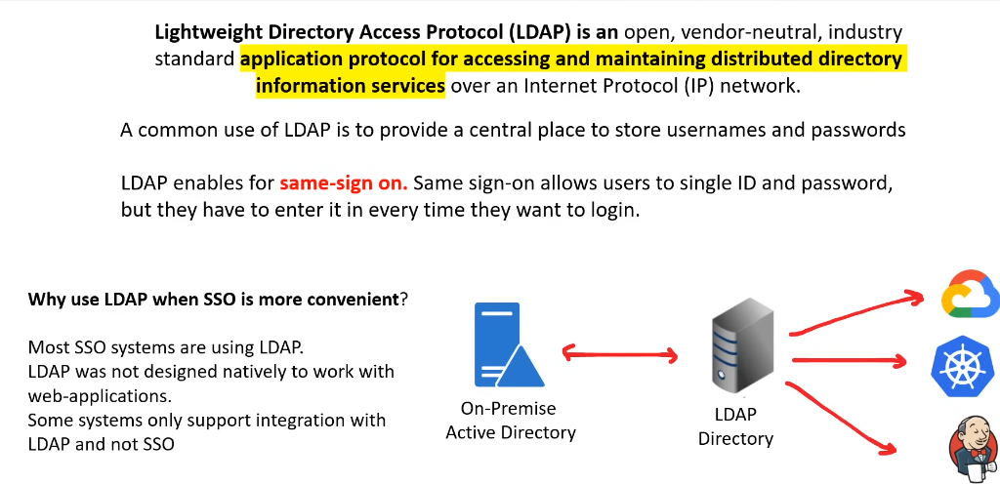 Lightweight Directory Access Protocol (LDAP) is an open, vendor-neutral, industry
standard application protocol for accessing and maintaining distributed directory
information services over an Internet Protocol (IP) network.
A common use of LDAP is to provide a central place to store usernames and passwords
LDAP enables for same-sign on. Same sign-on allows users to single ID and password,
but they have to enter it in every time they want to login.
Why use LDAP when SSO is more convenient?
Most SSO systems are using LDAP.
LDAP was not designed natively to work with
web-applications.
Some systems only support integration with
LDAP and not SSO
On-Premise
Active Directory
LDAP
Directory